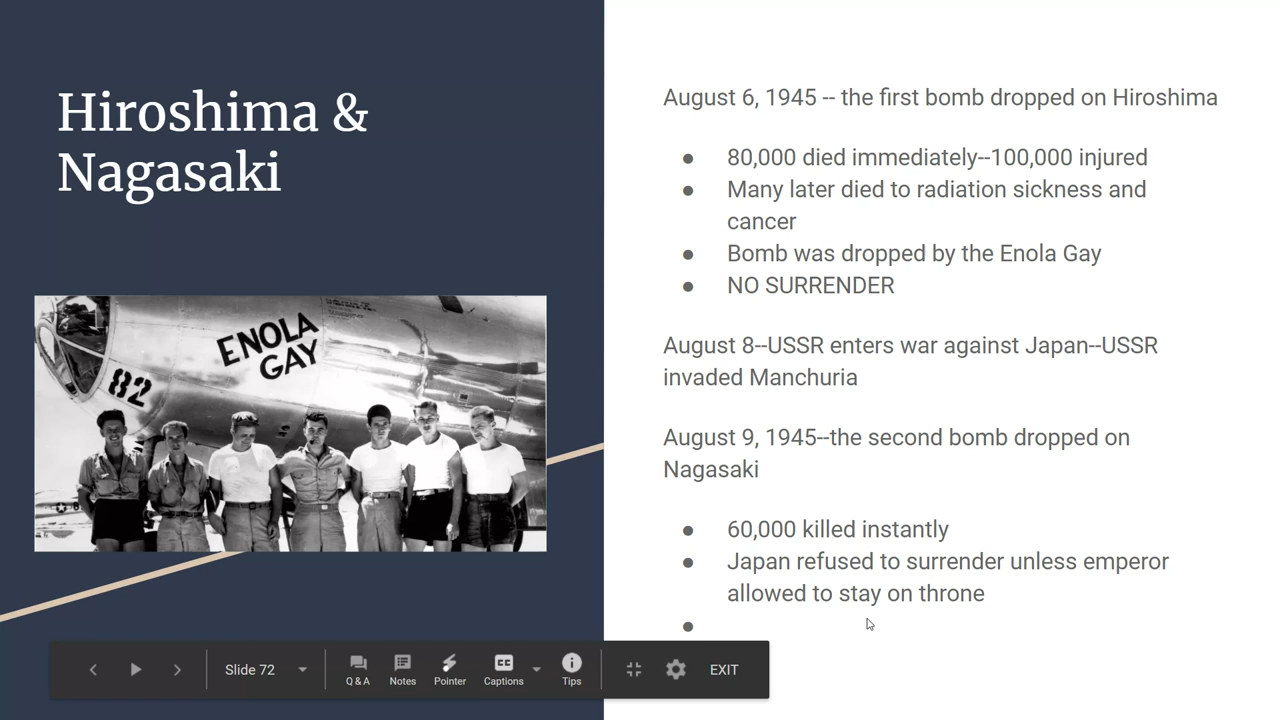 Hiroshima &
Nagasaki
ENOLA
GAY
82
August 6, 1945 -- the first bomb dropped on Hiroshima
● 80,000 died immediately--100,000 injured
● Many later died to radiation sickness and
cancer
● Bomb was dropped by the Enola Gay
● NO SURRENDER
August 8--USSR enters war against Japan--USSR
invaded Manchuria
August 9, 1945--the second bomb dropped on
Nagasaki
● 60,000 killed instantly
● Japan refused to surrender unless emperor
allowed to stay on throne
●
Slide 72
Q & A
Notes
Pointer
CC
Captions
Tips
EXIT